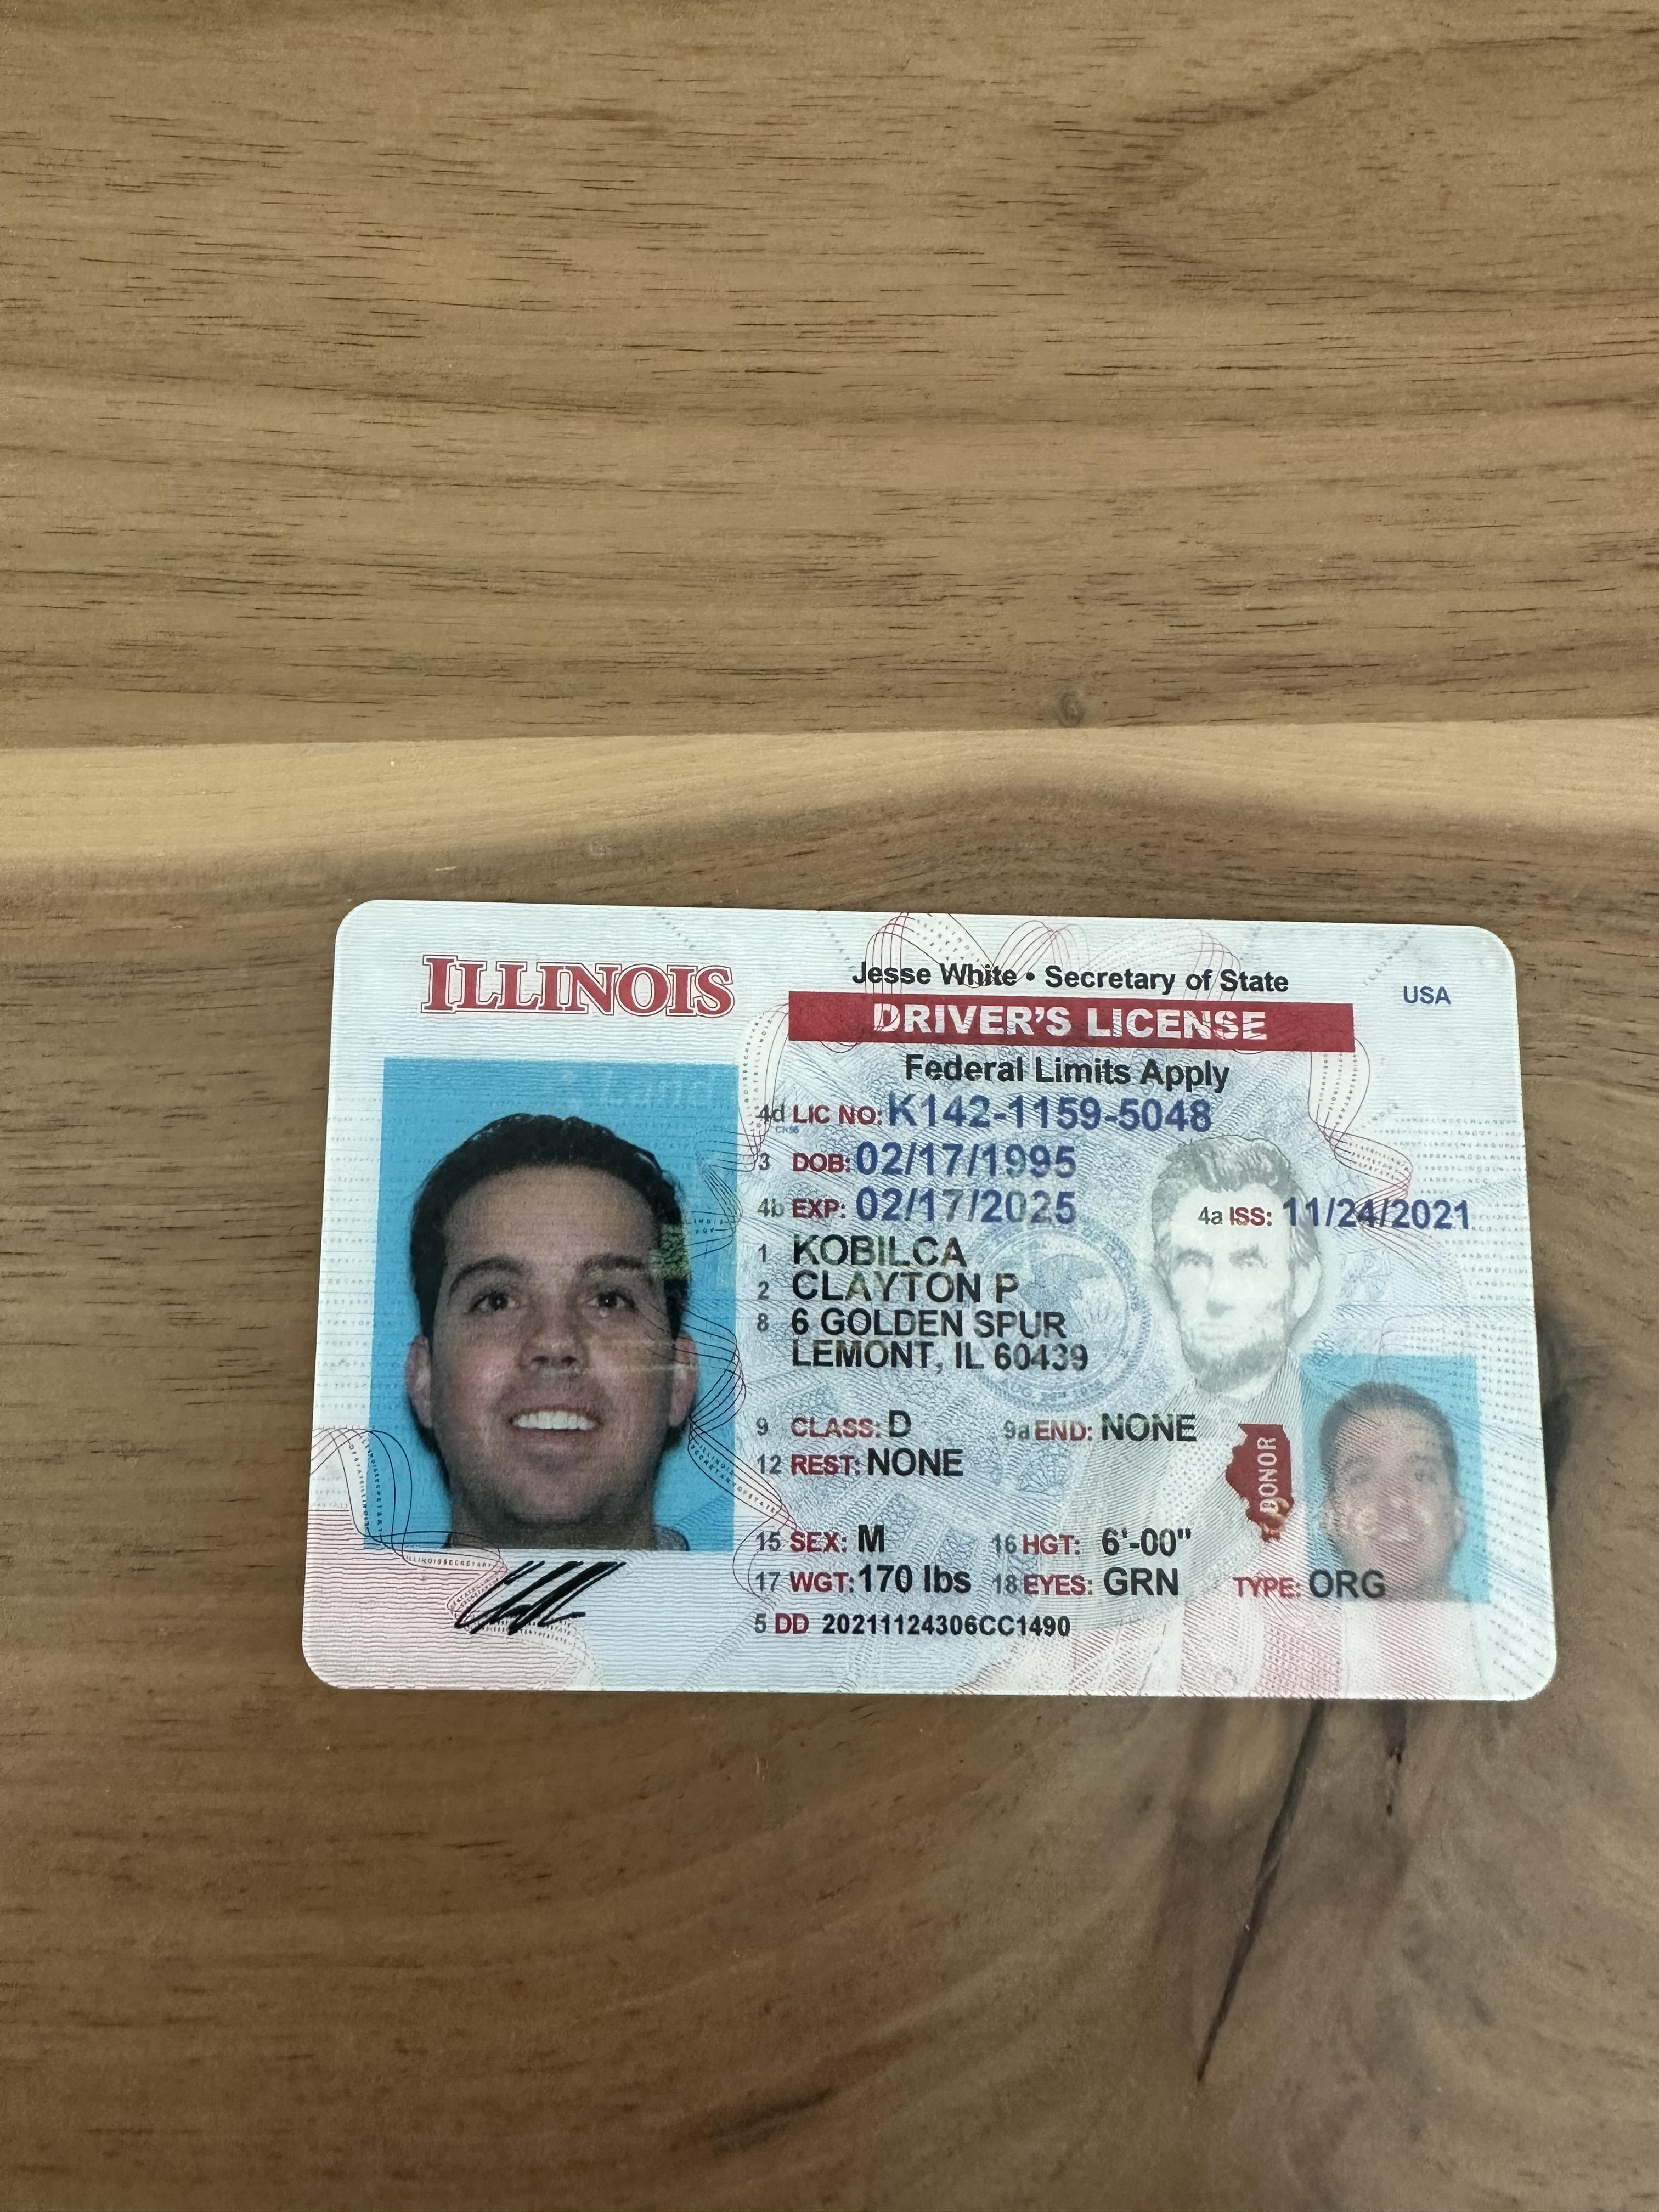 ILLINOIS
Jesse White • Secretary of State
USA
DRIVER'S LICENSE
Federal Limits Apply
4d LIC NO: K142-1159-5048
3 DOB: 02/17/1995
4b EXP: 02/17/2025
4a ISS: 11/24/2021
1 KOBILCA
2 CLAYTON P
8 6 GOLDEN SPUR
LEMONT, IL 60439
9 CLASS: D 9a END: NONE
12 REST: NONE
DONOR
15 SEX: M 16 HGT: 6'-00"
17 WGT: 170 lbs 18 EYES: GRN TYPE: ORG
5 DD 20211124306CC1490